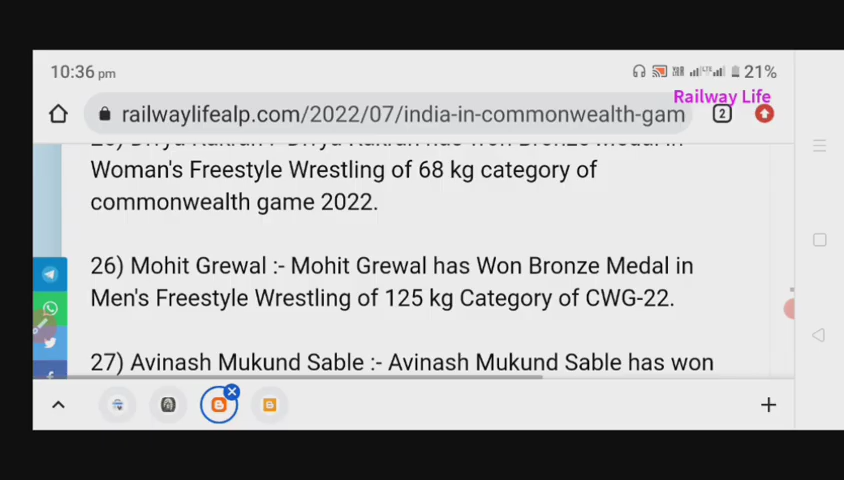 10:36 pm
21%
Railway Life
railwaylifealp.com/2022/07/india-in-commonwealth-gam
2
Woman's Freestyle Wrestling of 68 kg category of
commonwealth game 2022.
26) Mohit Grewal :- Mohit Grewal has Won Bronze Medal in
Men's Freestyle Wrestling of 125 kg Category of CWG-22.
27) Avinash Mukund Sable :- Avinash Mukund Sable has won